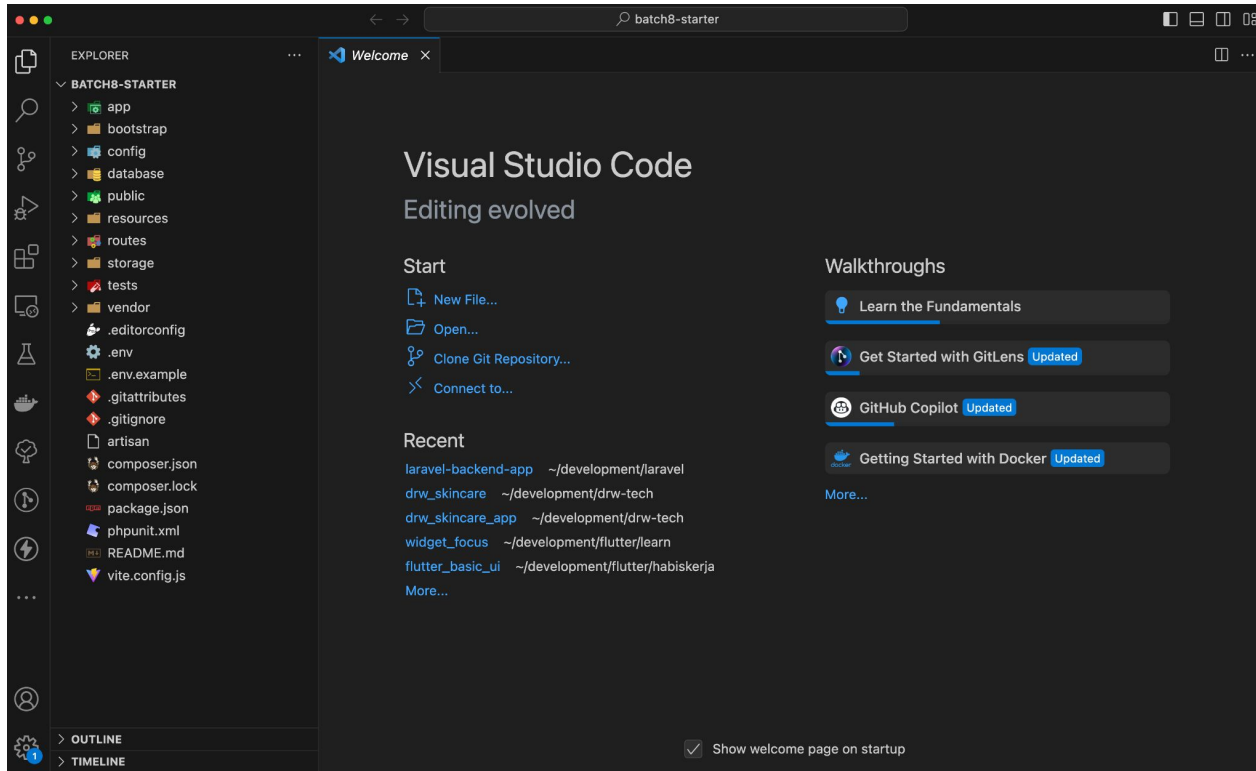 batch8-starter
EXPLORER
BATCH8-STARTER
app
bootstrap
config
database
public
resources
routes
storage
tests
vendor
.editorconfig
.env
.env.example
.gitattributes
.gitignore
artisan
composer.json
composer.lock
package.json
phpunit.xml
README.md
vite.config.js
OUTLINE
TIMELINE
1
Welcome
Visual Studio Code
Editing evolved
Start
New File...
Open...
Clone Git Repository...
Connect to...
Recent
laravel-backend-app ~/development/laravel
drw_skincare ~/development/drw-tech
drw_skincare_app ~/development/drw-tech
widget_focus ~/development/flutter/learn
flutter_basic_ui ~/development/flutter/habiskerja
More...
Walkthroughs
Learn the Fundamentals
Get Started with GitLens Updated
GitHub Copilot Updated
Getting Started with Docker Updated
More...
Show welcome page on startup